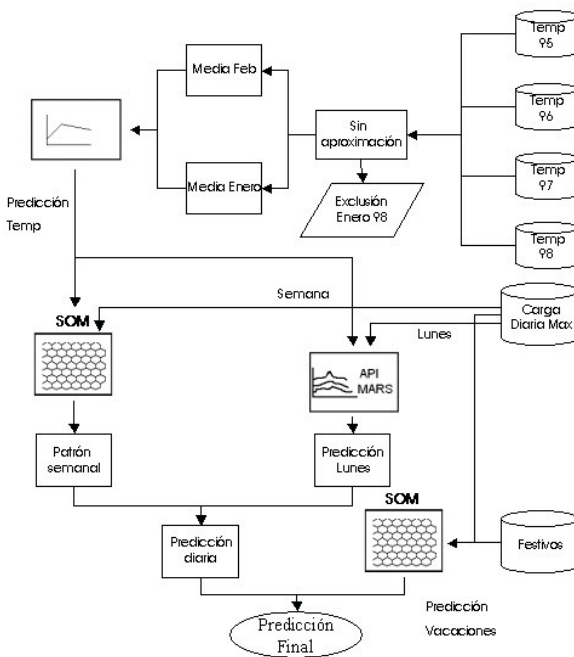 Temp
95
Media Feb
Temp
96
Sin
aproximación
Temp
97
Media Enero
Exclusión
Enero 98
Temp
98
Predicción
Temp
Semana
Carga
Diaria Max
SOM
Lunes
API
MARS
Patrón
semanal
Predicción
Lunes
SOM
Predicción
diaria
Festivos
Predicción
Vacaciones
Predicción
Final